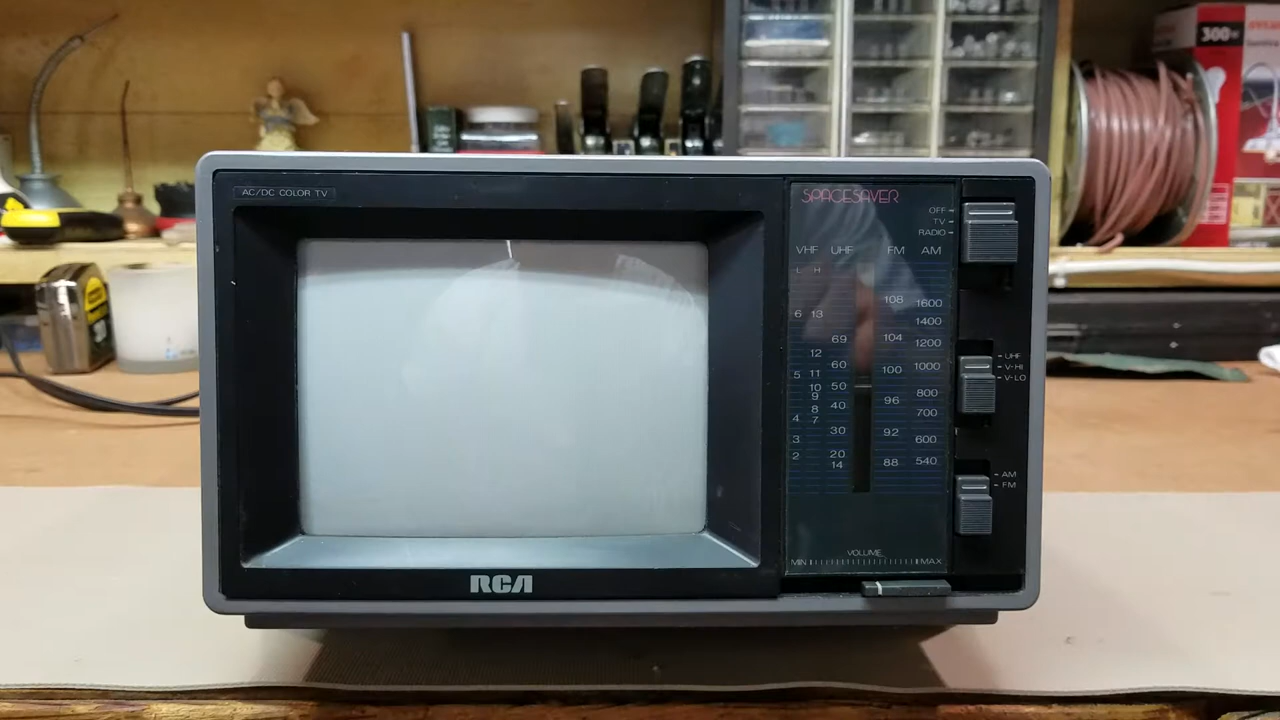 300W
AC/DC COLOR TV
SPACESAVER
OFF
TV
RADIO
VHF UHF FM AM
L H
108 1600
6 13
1400
69 104 1200
12
60 100 1000
5 11
10 50 800
9 96
40
8 700
4 7
30 92 600
3
2 20 88 540
14
UHF
V-HI
V-LO
AM
FM
VOLUME
MIN MAX
RCA